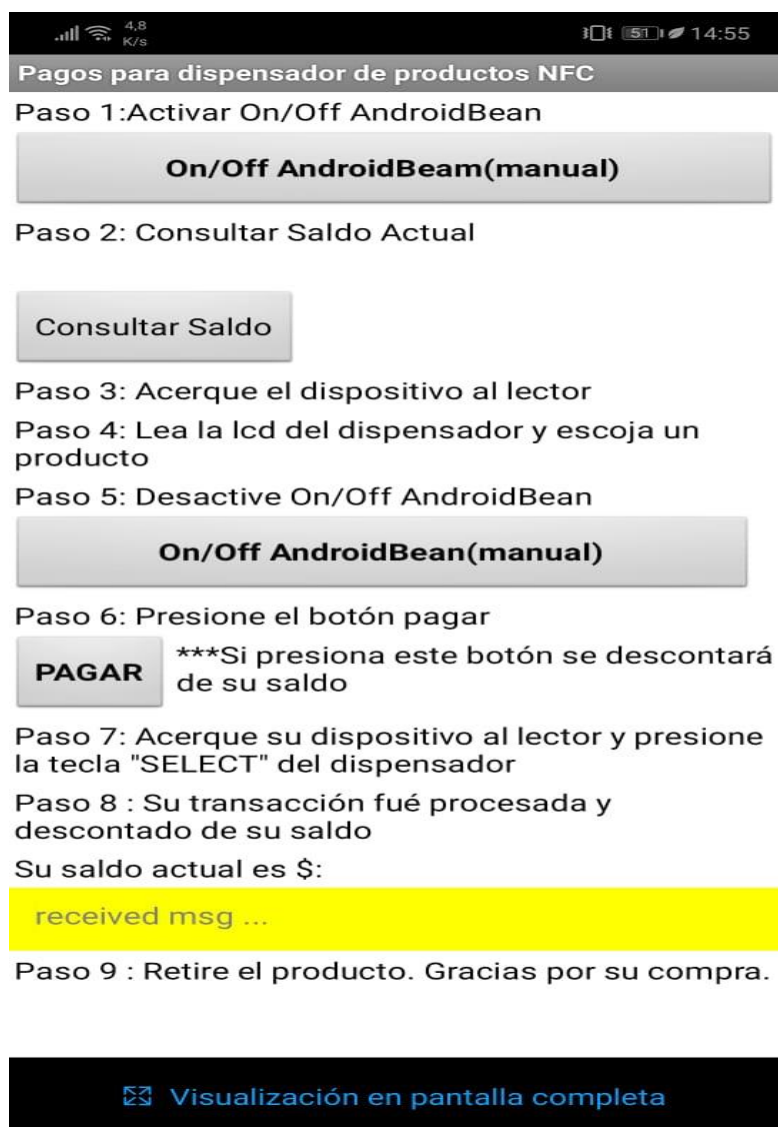 4,8
K/s
51
14:55
Pagos para dispensador de productos NFC
Paso 1:Activar On/Off AndroidBean
On/Off AndroidBeam(manual)
Paso 2: Consultar Saldo Actual
Consultar Saldo
Paso 3: Acerque el dispositivo al lector
Paso 4: Lea la lcd del dispensador y escoja un
producto
Paso 5: Desactive On/Off AndroidBean
On/Off AndroidBean(manual)
Paso 6: Presione el botón pagar
PAGAR
***Si presiona este botón se descontará
de su saldo
Paso 7: Acerque su dispositivo al lector y presione
la tecla "SELECT" del dispensador
Paso 8 : Su transacción fué procesada y
descontado de su saldo
Su saldo actual es $:
received msg ...
Paso 9 : Retire el producto. Gracias por su compra.
Visualización en pantalla completa